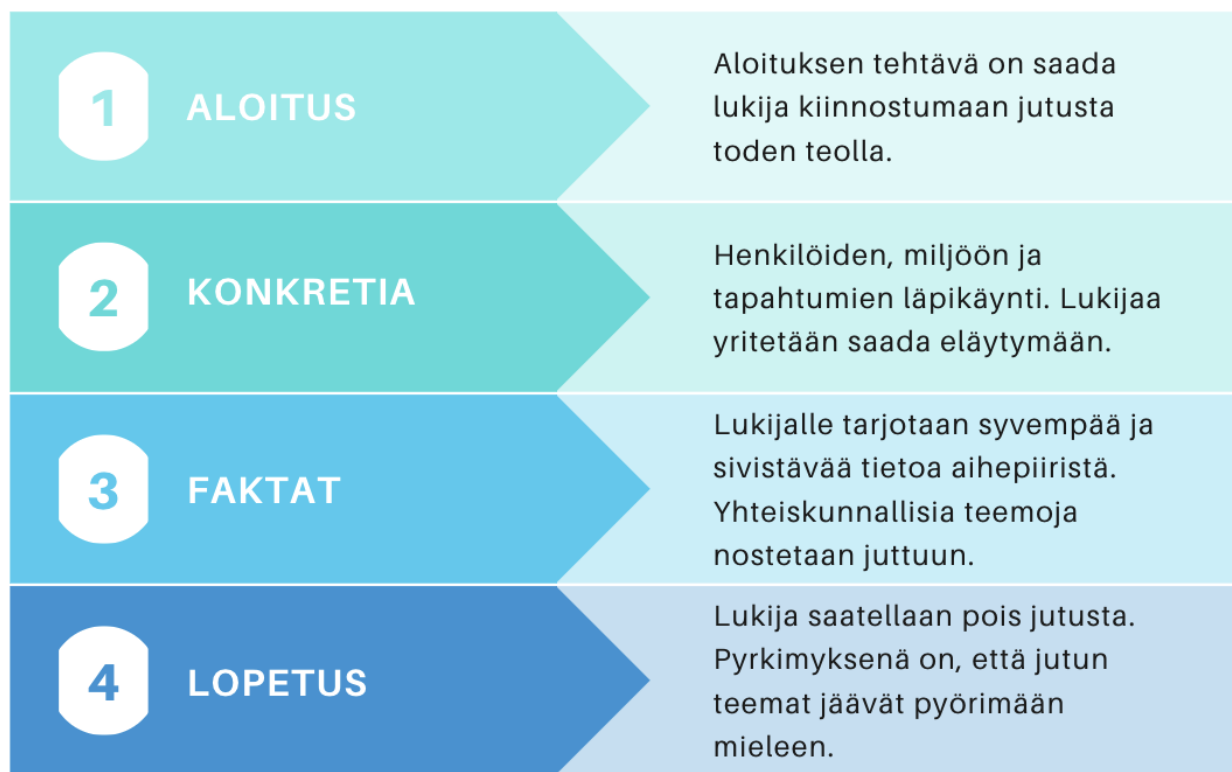 1
ALOITUS
Aloituksen tehtävä on saada
lukija kiinnostumaan jutusta
toden teolla.
2
KONKRETIA
Henkilöiden, miljöön ja
tapahtumien läpikäynti. Lukijaa
yritetään saada eläytymään.
3
FAKTAT
Lukijalle tarjotaan syvempää ja
sivistävää tietoa aihepiiristä.
Yhteiskunnallisia teemoja
nostetaan juttuun.
4
LOPETUS
Lukija saatellaan pois jutusta.
Pyrkimyksenä on, että jutun
teemat jäävät pyörimään
mieleen.